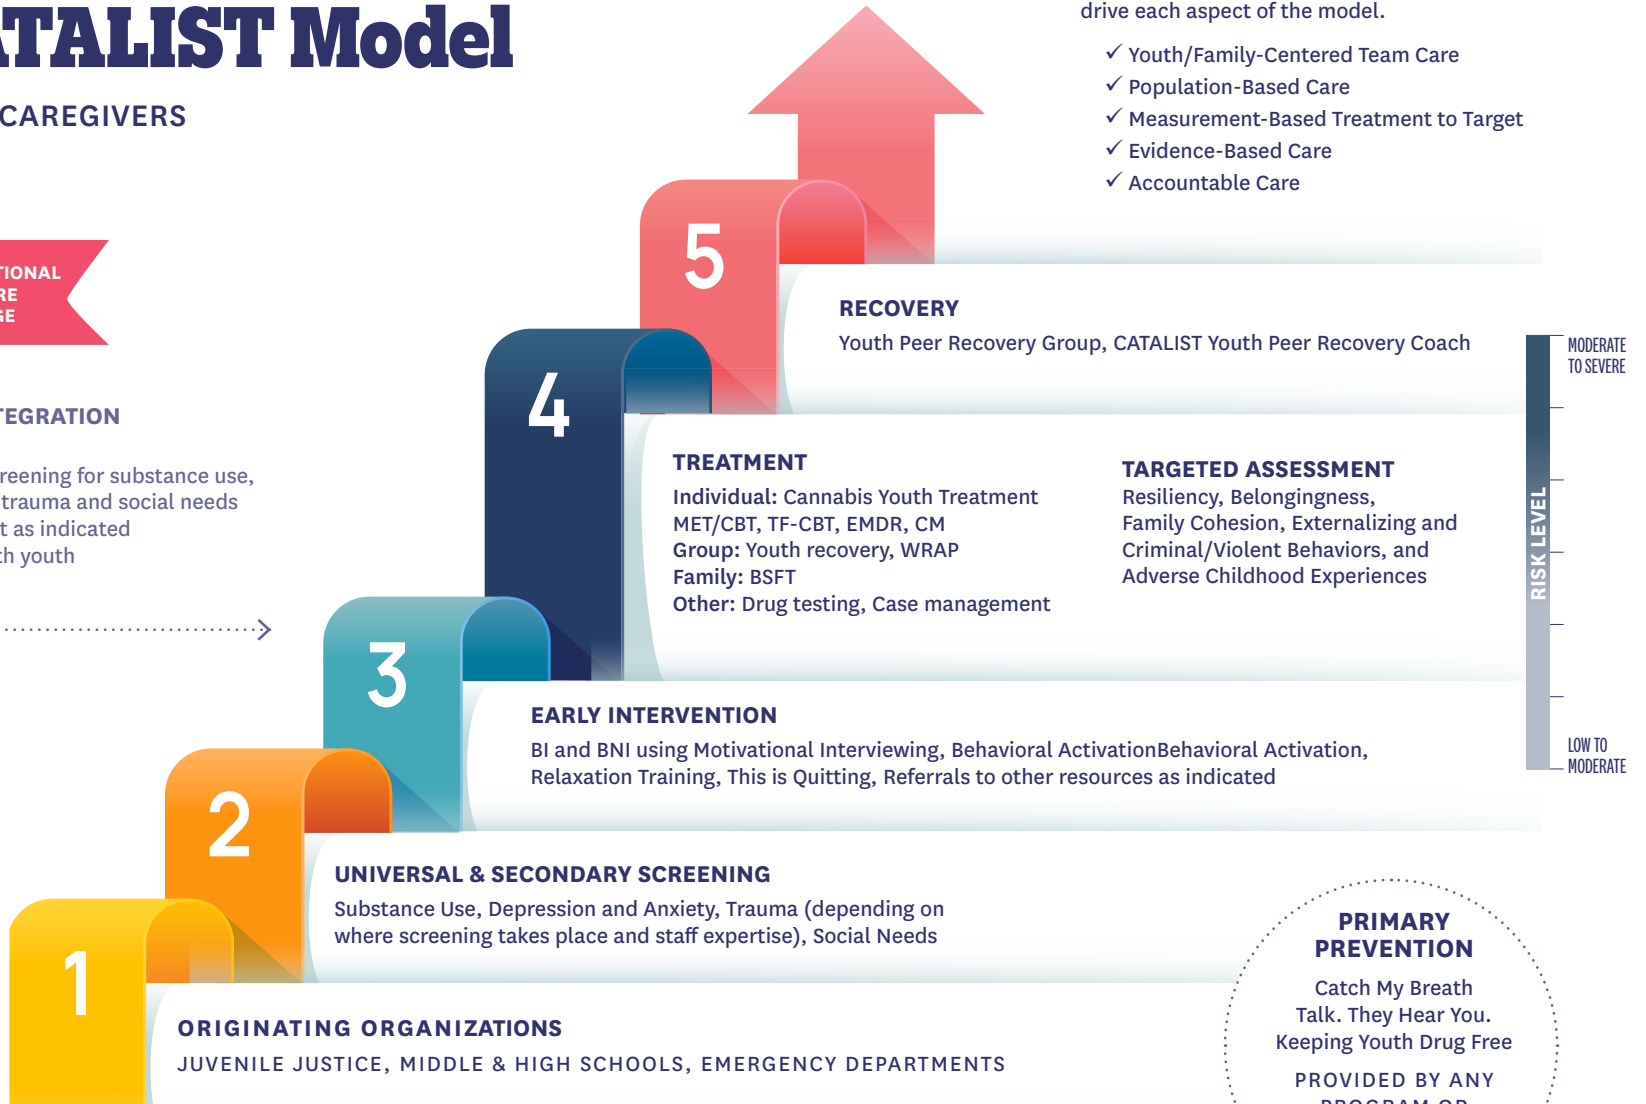 ATALIST Model
CAREGIVERS
drive each aspect of the model.
✓ Youth/Family-Centered Team Care
✓ Population-Based Care
✓ Measurement-Based Treatment to Target
✓ Evidence-Based Care
✓ Accountable Care
TIONAL
RE
GE
TEGRATION
reening for substance use,
trauma and social needs
t as indicated
th youth
5
RECOVERY
Youth Peer Recovery Group, CATALIST Youth Peer Recovery Coach
4
TREATMENT
Individual: Cannabis Youth Treatment
MET/CBT, TF-CBT, EMDR, CM
Group: Youth recovery, WRAP
Family: BSFT
Other: Drug testing, Case management
TARGETED ASSESSMENT
Resiliency, Belongingness,
Family Cohesion, Externalizing and
Criminal/Violent Behaviors, and
Adverse Childhood Experiences
MODERATE
TO SEVERE
RISK LEVEL
LOW TO
MODERATE
3
EARLY INTERVENTION
BI and BNI using Motivational Interviewing, Behavioral ActivationBehavioral Activation,
Relaxation Training, This is Quitting, Referrals to other resources as indicated
2
UNIVERSAL & SECONDARY SCREENING
Substance Use, Depression and Anxiety, Trauma (depending on
where screening takes place and staff expertise), Social Needs
1
ORIGINATING ORGANIZATIONS
JUVENILE JUSTICE, MIDDLE & HIGH SCHOOLS, EMERGENCY DEPARTMENTS
PRIMARY
PREVENTION
Catch My Breath
Talk. They Hear You.
Keeping Youth Drug Free
PROVIDED BY ANY
PROGRAM OR